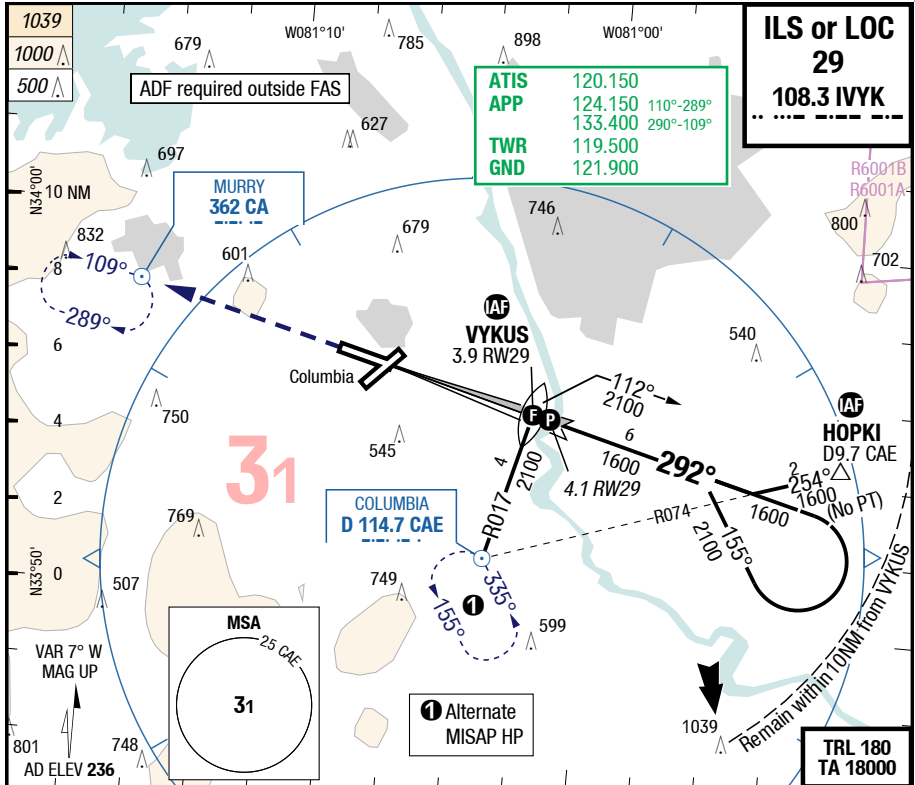 1039
1000
500
679
W081°10'
785
898
W081°00'
ILS or LOC
29
108.3 IVYK
ADF required outside FAS
ATIS 120.150
APP 124.150 110°-289°
133.400 290°-109°
TWR 119.500
GND 121.900
627
697
R6001B
R6001A
N34°00'
10 NM
MURRY
362 CA
746
800
679
832
601
702
8
109°
289°
IAF
VYKUS
3.9 RW29
6
540
Columbia
112°
2100
IAF
HOPKI
D9.7 CAE
F
P
750
4
545
31
6
1600
292°
4.1 RW29
4
2100
R017
2
254°
1600
(No PT)
1600
2
COLUMBIA
D 114.7 CAE
R074
155°
2100
769
N33°50'
0
749
507
335°
155°
1
599
MSA
25 CAE
31
VAR 7° W
MAG UP
Remain within 10NM from VYKUS
1 Alternate
MISAP HP
1039
801
748
AD ELEV 236
TRL 180
TA 18000